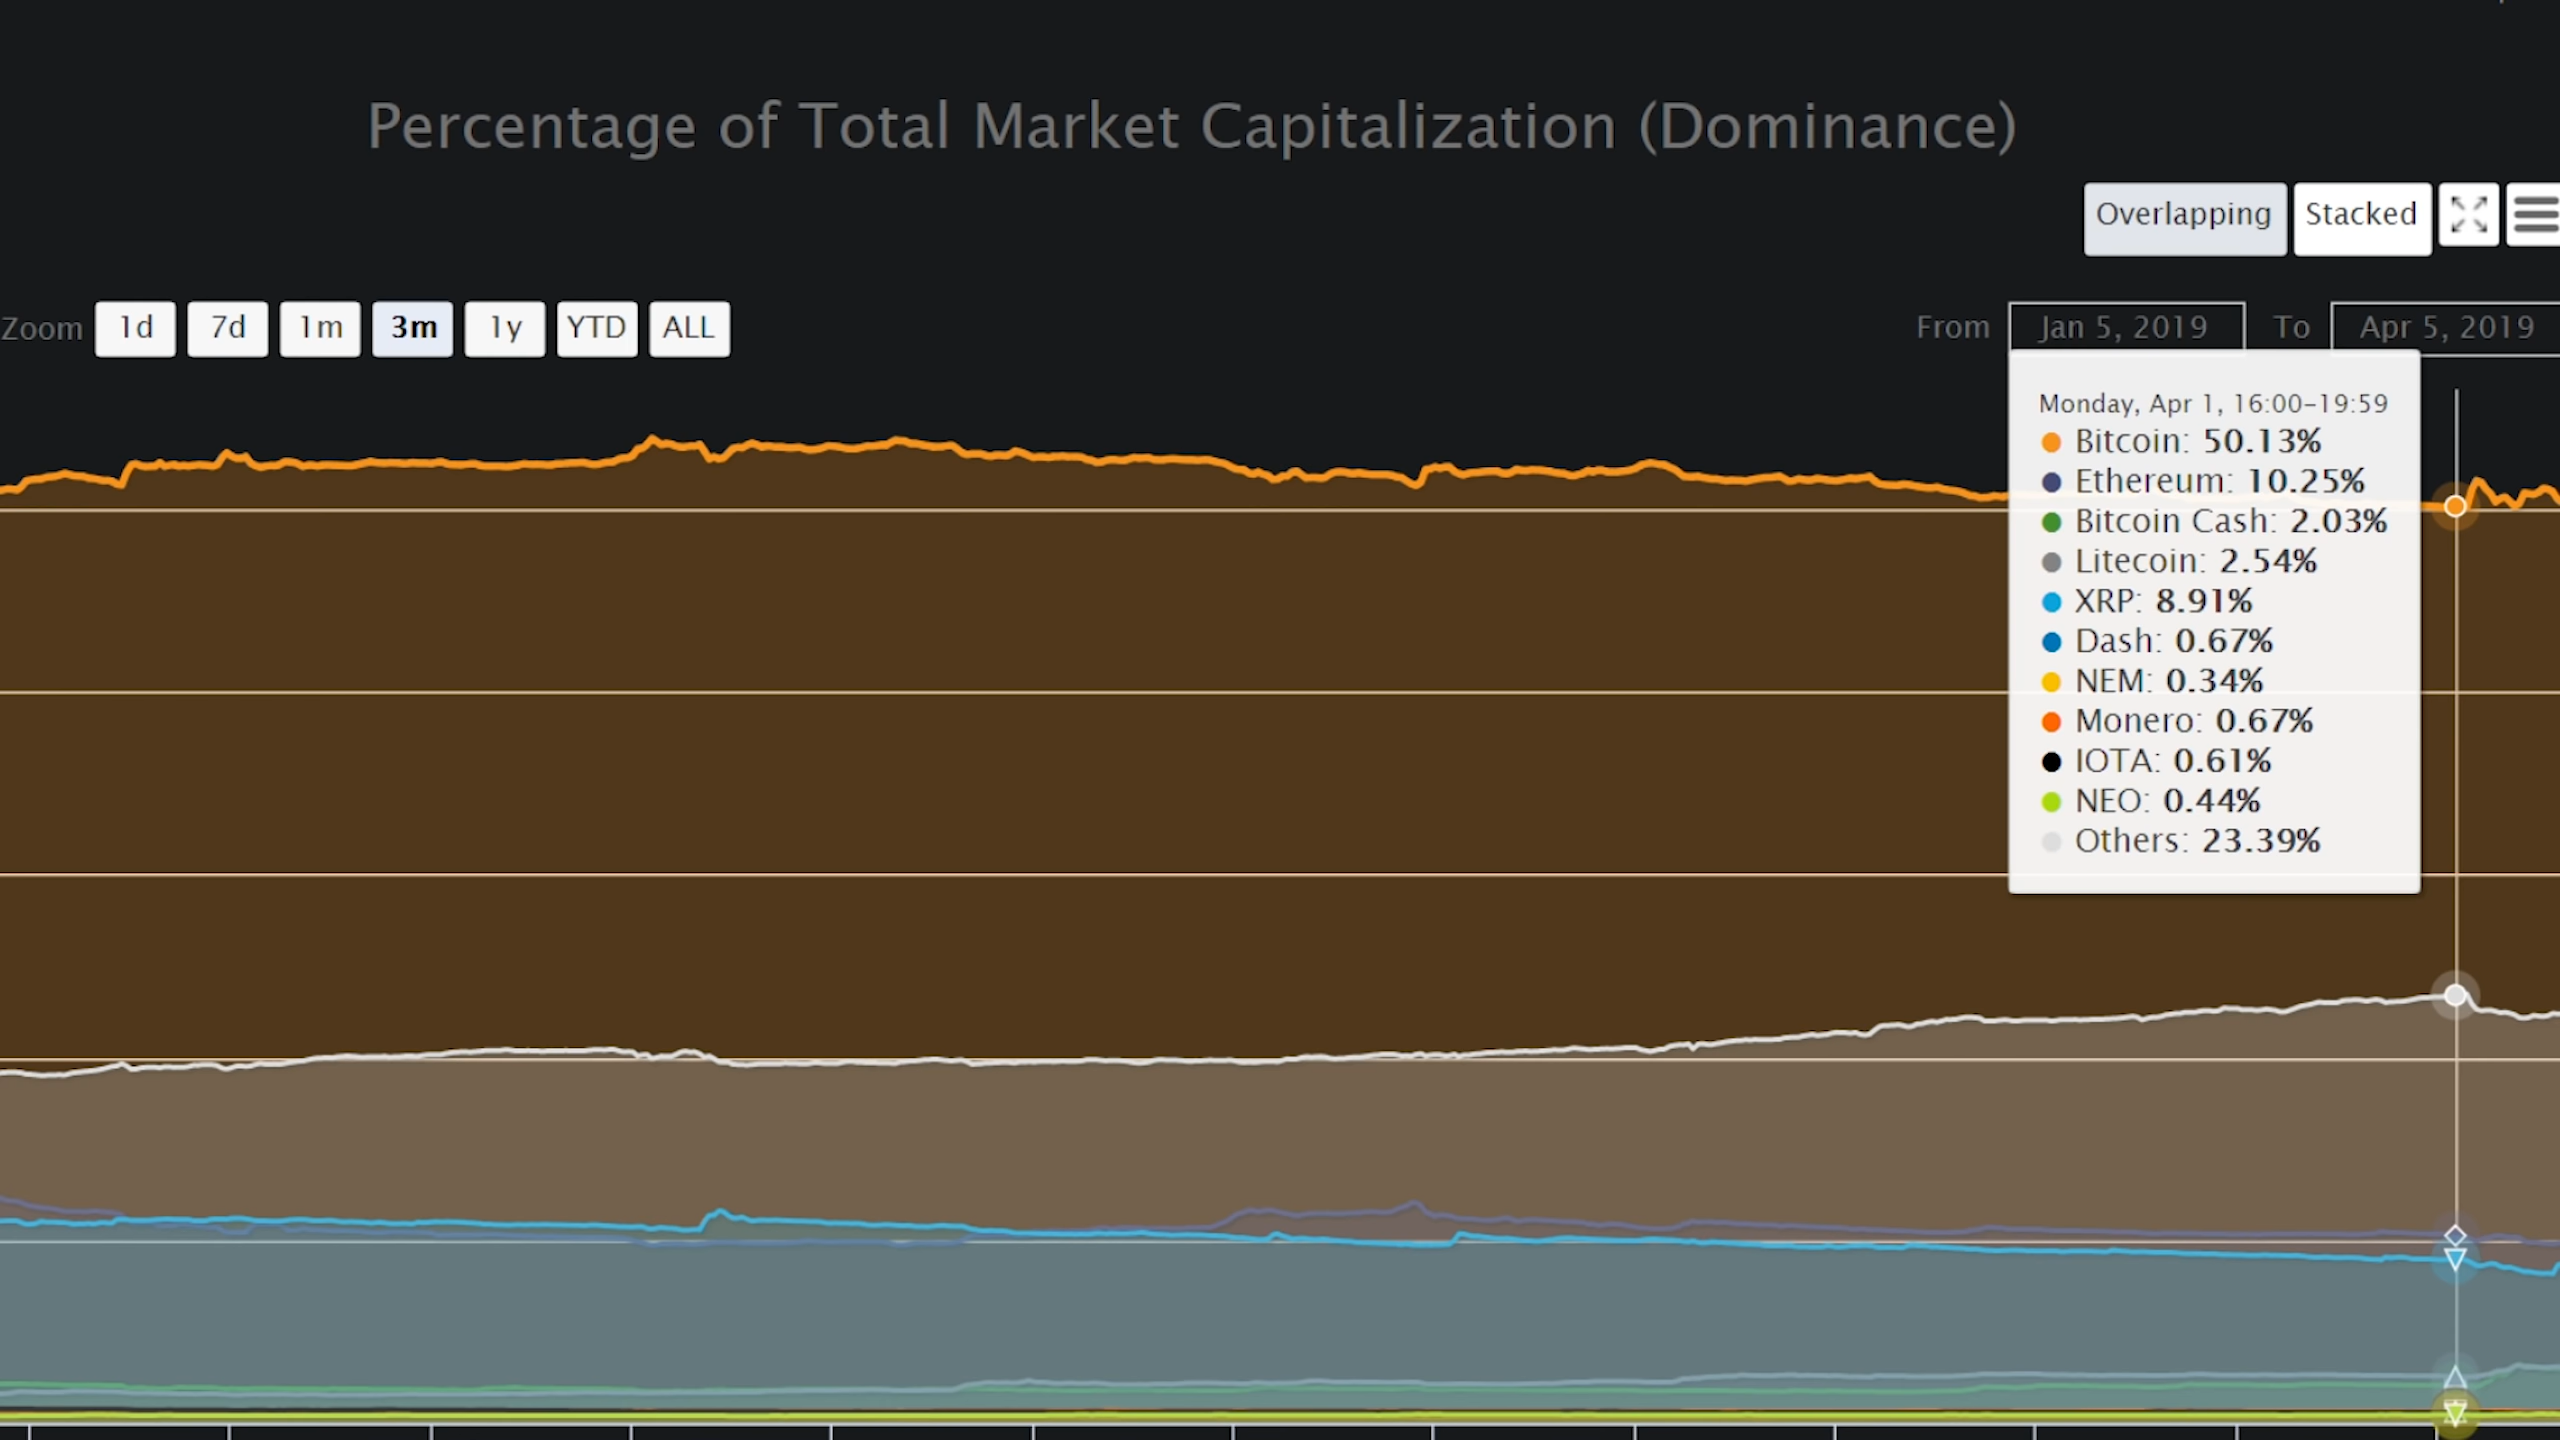 Percentage of Total Market Capitalization (Dominance)
Overlapping Stacked
Zoom 1d 7d 1m 3m 1y YTD ALL From Jan 5, 2019 To Apr 5, 2019
Monday, Apr 1, 16:00-19:59
Bitcoin: 50.13%
Ethereum: 10.25%
Bitcoin Cash: 2.03%
Litecoin: 2.54%
XRP: 8.91%
Dash: 0.67%
NEM: 0.34%
Monero: 0.67%
IOTA: 0.61%
NEO: 0.44%
Others: 23.39%